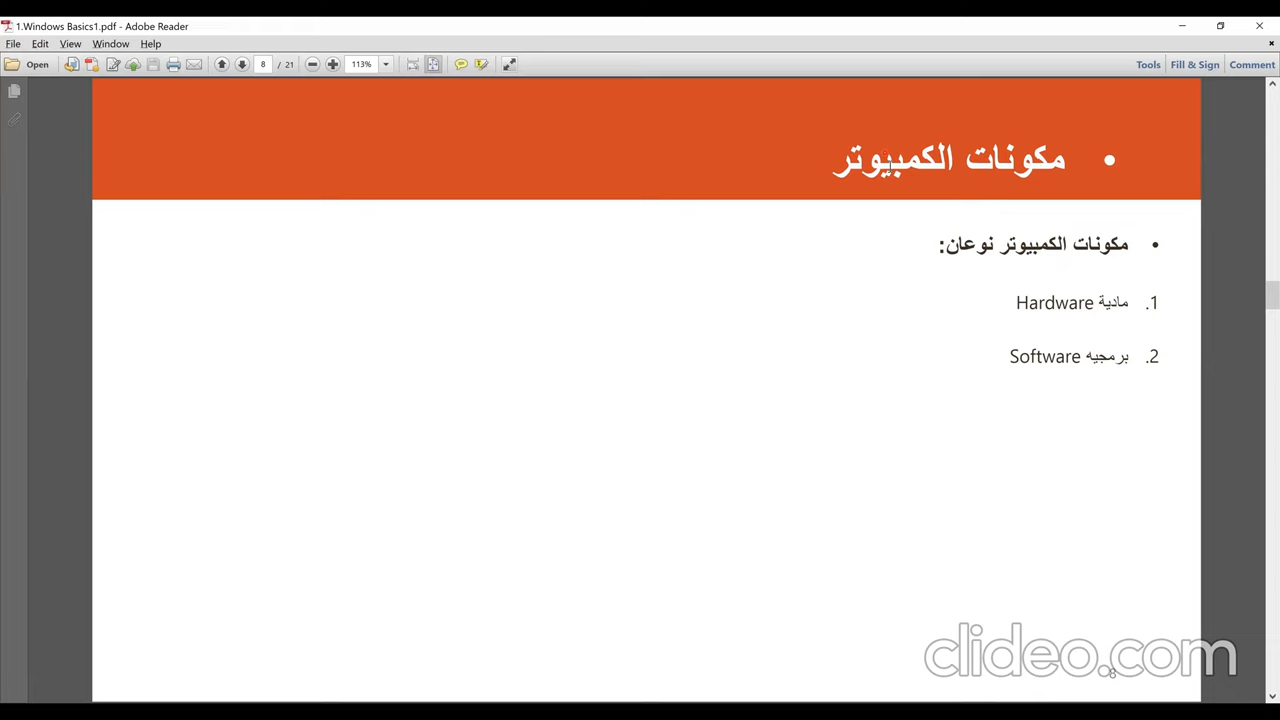 1.Windows Basics1.pdf - Adobe Reader
File Edit View Window Help
Open 8 / 21 113% Tools Fill & Sign Comment
• مكونات الكمبيوتر
• مكونات الكمبيوتر نوعان:
1. مادية Hardware
2. برمجيه Software
clideo.com
8